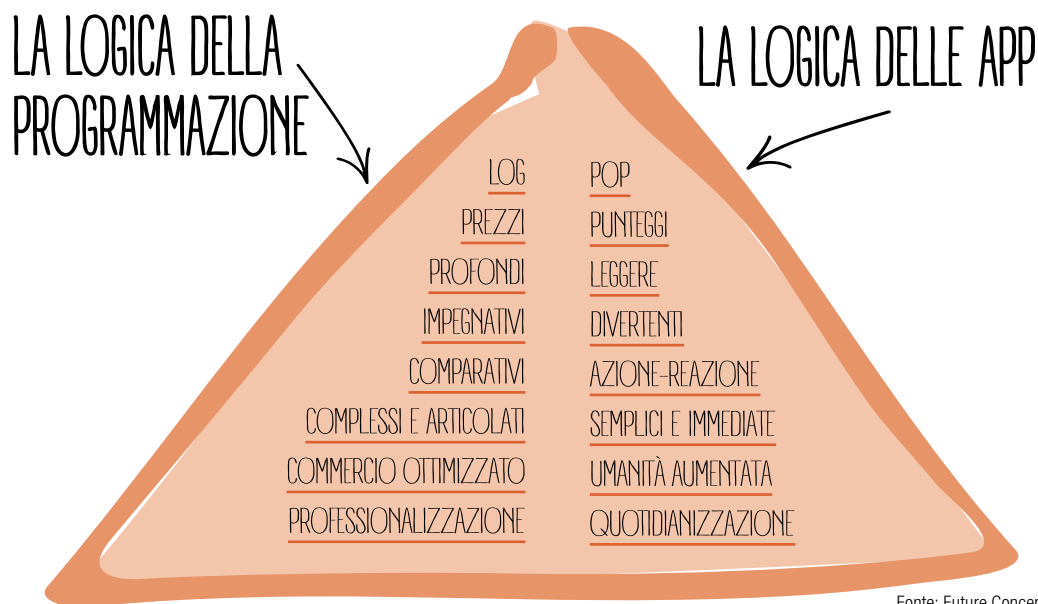 LA LOGICA DELLA
PROGRAMMAZIONE
LA LOGICA DELLE APP
LOG
PREZZI
PROFONDI
IMPEGNATIVI
COMPARATIVI
COMPLESSI E ARTICOLATI
COMMERCIO OTTIMIZZATO
PROFESSIONALIZZAZIONE
POP
PUNTEGGI
LEGGERE
DIVERTENTI
AZIONE-REAZIONE
SEMPLICI E IMMEDIATE
UMANITÀ AUMENTATA
QUOTIDIANIZZAZIONE
Fonte: Future